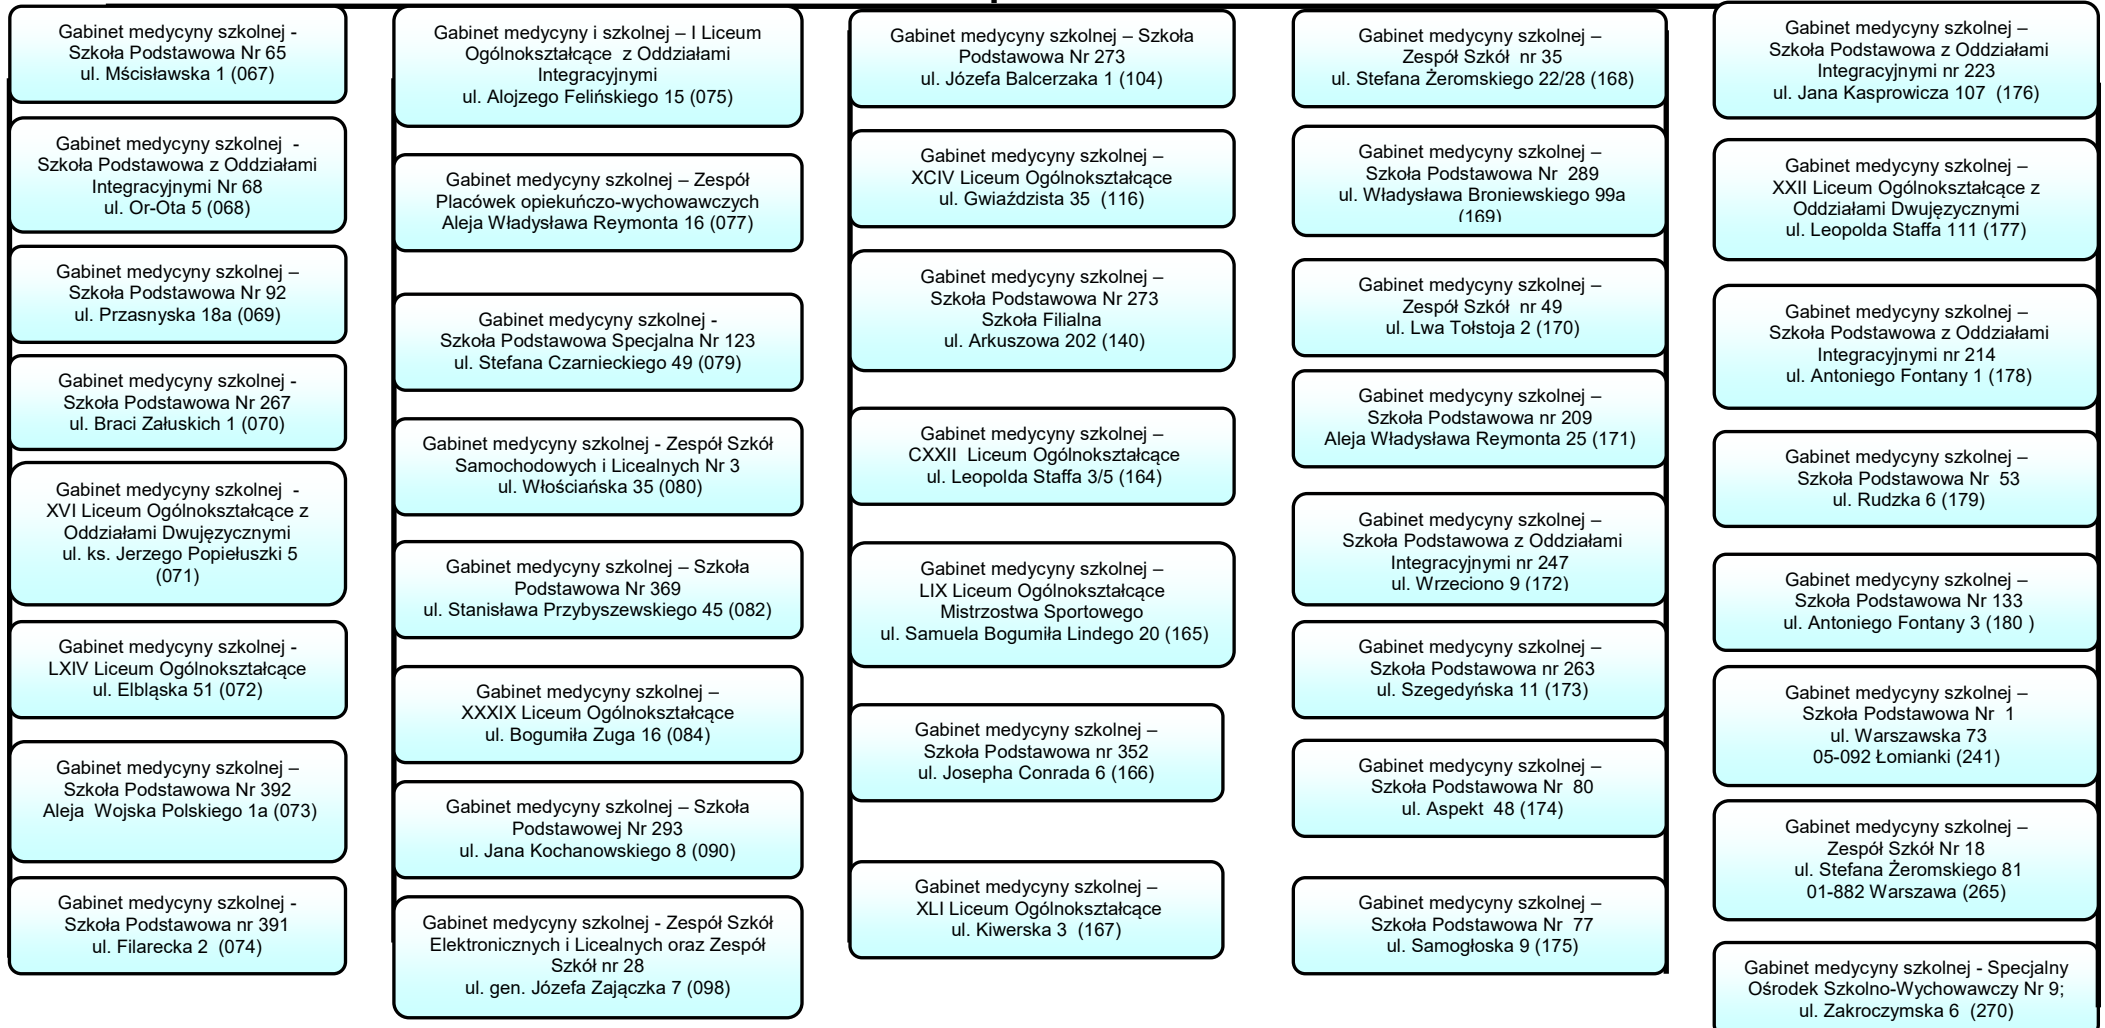 Gabinet medycyny szkolnej -
Szkoła Podstawowa Nr 65
ul. Mścisławska 1 (067)
Gabinet medycyny szkolnej -
Szkoła Podstawowa z Oddziałami
Integracyjnymi Nr 68
ul. Or-Ota 5 (068)
Gabinet medycyny szkolnej –
Szkoła Podstawowa Nr 92
ul. Przasnyska 18a (069)
Gabinet medycyny szkolnej -
Szkoła Podstawowa Nr 267
ul. Braci Załuskich 1 (070)
Gabinet medycyny szkolnej -
XVI Liceum Ogólnokształcące z
Oddziałami Dwujęzycznymi
ul. ks. Jerzego Popiełuszki 5
(071)
Gabinet medycyny szkolnej -
LXIV Liceum Ogólnokształcące
ul. Elbląska 51 (072)
Gabinet medycyny szkolnej –
Szkoła Podstawowa Nr 392
Aleja Wojska Polskiego 1a (073)
Gabinet medycyny szkolnej -
Szkoła Podstawowa nr 391
ul. Filarecka 2 (074)
Gabinet medycyny i szkolnej – I Liceum
Ogólnokształcące z Oddziałami
Integracyjnymi
ul. Alojzego Felińskiego 15 (075)
Gabinet medycyny szkolnej – Zespół
Placówek opiekuńczo-wychowawczych
Aleja Władysława Reymonta 16 (077)
Gabinet medycyny szkolnej -
Szkoła Podstawowa Specjalna Nr 123
ul. Stefana Czarnieckiego 49 (079)
Gabinet medycyny szkolnej - Zespół Szkół
Samochodowych i Licealnych Nr 3
ul. Włościańska 35 (080)
Gabinet medycyny szkolnej – Szkoła
Podstawowa Nr 369
ul. Stanisława Przybyszewskiego 45 (082)
Gabinet medycyny szkolnej –
XXXIX Liceum Ogólnokształcące
ul. Bogumiła Zuga 16 (084)
Gabinet medycyny szkolnej – Szkoła
Podstawowej Nr 293
ul. Jana Kochanowskiego 8 (090)
Gabinet medycyny szkolnej - Zespół Szkół
Elektronicznych i Licealnych oraz Zespół
Szkół nr 28
ul. gen. Józefa Zajączka 7 (098)
Gabinet medycyny szkolnej – Szkoła
Podstawowa Nr 273
ul. Józefa Balcerzaka 1 (104)
Gabinet medycyny szkolnej –
XCIV Liceum Ogólnokształcące
ul. Gwiaździsta 35 (116)
Gabinet medycyny szkolnej –
Szkoła Podstawowa Nr 273
Szkoła Filialna
ul. Arkuszowa 202 (140)
Gabinet medycyny szkolnej –
CXXII Liceum Ogólnokształcące
ul. Leopolda Staffa 3/5 (164)
Gabinet medycyny szkolnej –
LIX Liceum Ogólnokształcące
Mistrzostwa Sportowego
ul. Samuela Bogumiła Lindego 20 (165)
Gabinet medycyny szkolnej –
Szkoła Podstawowa nr 352
ul. Josepha Conrada 6 (166)
Gabinet medycyny szkolnej –
XLI Liceum Ogólnokształcące
ul. Kiwerska 3 (167)
Gabinet medycyny szkolnej –
Zespół Szkół nr 35
ul. Stefana Żeromskiego 22/28 (168)
Gabinet medycyny szkolnej –
Szkoła Podstawowa Nr 289
ul. Władysława Broniewskiego 99a
(169)
Gabinet medycyny szkolnej –
Zespół Szkół nr 49
ul. Lwa Tołstoja 2 (170)
Gabinet medycyny szkolnej –
Szkoła Podstawowa nr 209
Aleja Władysława Reymonta 25 (171)
Gabinet medycyny szkolnej –
Szkoła Podstawowa z Oddziałami
Integracyjnymi nr 247
ul. Wrzeciono 9 (172)
Gabinet medycyny szkolnej –
Szkoła Podstawowa nr 263
ul. Szegedyńska 11 (173)
Gabinet medycyny szkolnej –
Szkoła Podstawowa Nr 80
ul. Aspekt 48 (174)
Gabinet medycyny szkolnej –
Szkoła Podstawowa Nr 77
ul. Samogłoska 9 (175)
Gabinet medycyny szkolnej –
Szkoła Podstawowa z Oddziałami
Integracyjnymi nr 223
ul. Jana Kasprowicza 107 (176)
Gabinet medycyny szkolnej –
XXII Liceum Ogólnokształcące z
Oddziałami Dwujęzycznymi
ul. Leopolda Staffa 111 (177)
Gabinet medycyny szkolnej –
Szkoła Podstawowa z Oddziałami
Integracyjnymi nr 214
ul. Antoniego Fontany 1 (178)
Gabinet medycyny szkolnej –
Szkoła Podstawowa Nr 53
ul. Rudzka 6 (179)
Gabinet medycyny szkolnej –
Szkoła Podstawowa Nr 133
ul. Antoniego Fontany 3 (180 )
Gabinet medycyny szkolnej –
Szkoła Podstawowa Nr 1
ul. Warszawska 73
05-092 Łomianki (241)
Gabinet medycyny szkolnej –
Zespół Szkół Nr 18
ul. Stefana Żeromskiego 81
01-882 Warszawa (265)
Gabinet medycyny szkolnej - Specjalny
Ośrodek Szkolno-Wychowawczy Nr 9;
ul. Zakroczymska 6 (270)